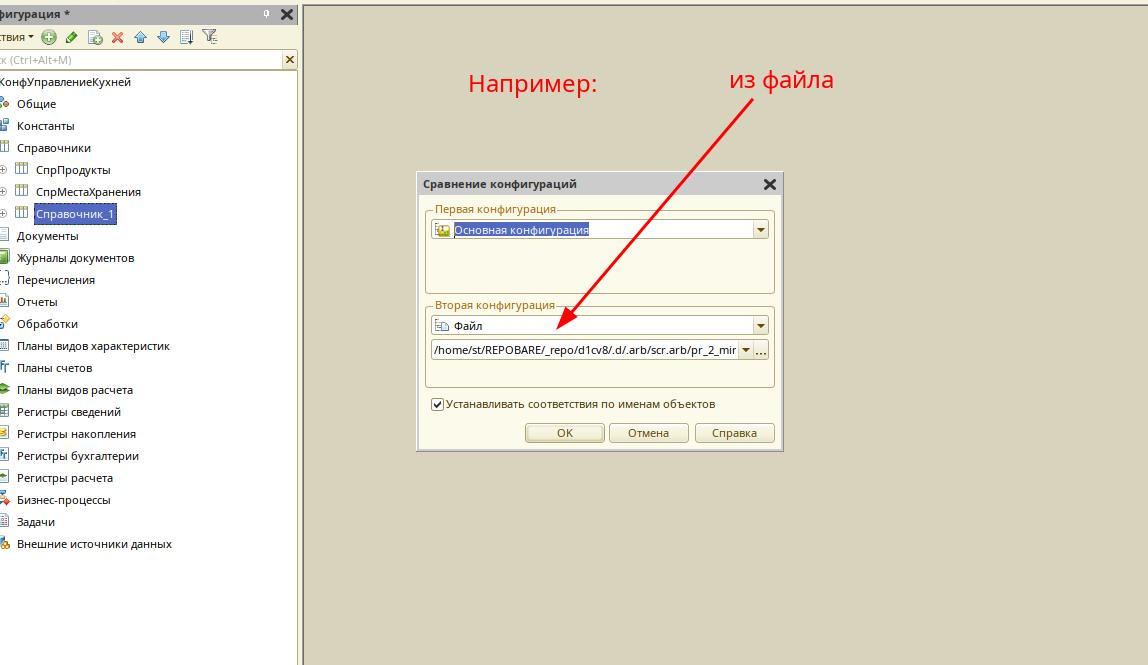 фигурация *
ствия
к (Ctrl+Alt+M)
КонфУправлениеКухней
Общие
Константы
Справочники
СпрПродукты
СпрМестаХранения
Справочник_1
Документы
Журналы документов
Перечисления
Отчеты
Обработки
Планы видов характеристик
Планы счетов
Планы видов расчета
Регистры сведений
Регистры накопления
Регистры бухгалтерии
Регистры расчета
Бизнес-процессы
Задачи
Внешние источники данных
Например:
из файла
Сравнение конфигураций
Первая конфигурация
Основная конфигурация
Вторая конфигурация
Файл
/home/st/REPOBARE/_repo/d1cv8/.d/.arb/scr.arb/pr_2_mir
...
Устанавливать соответствия по именам объектов
OK
Отмена
Справка